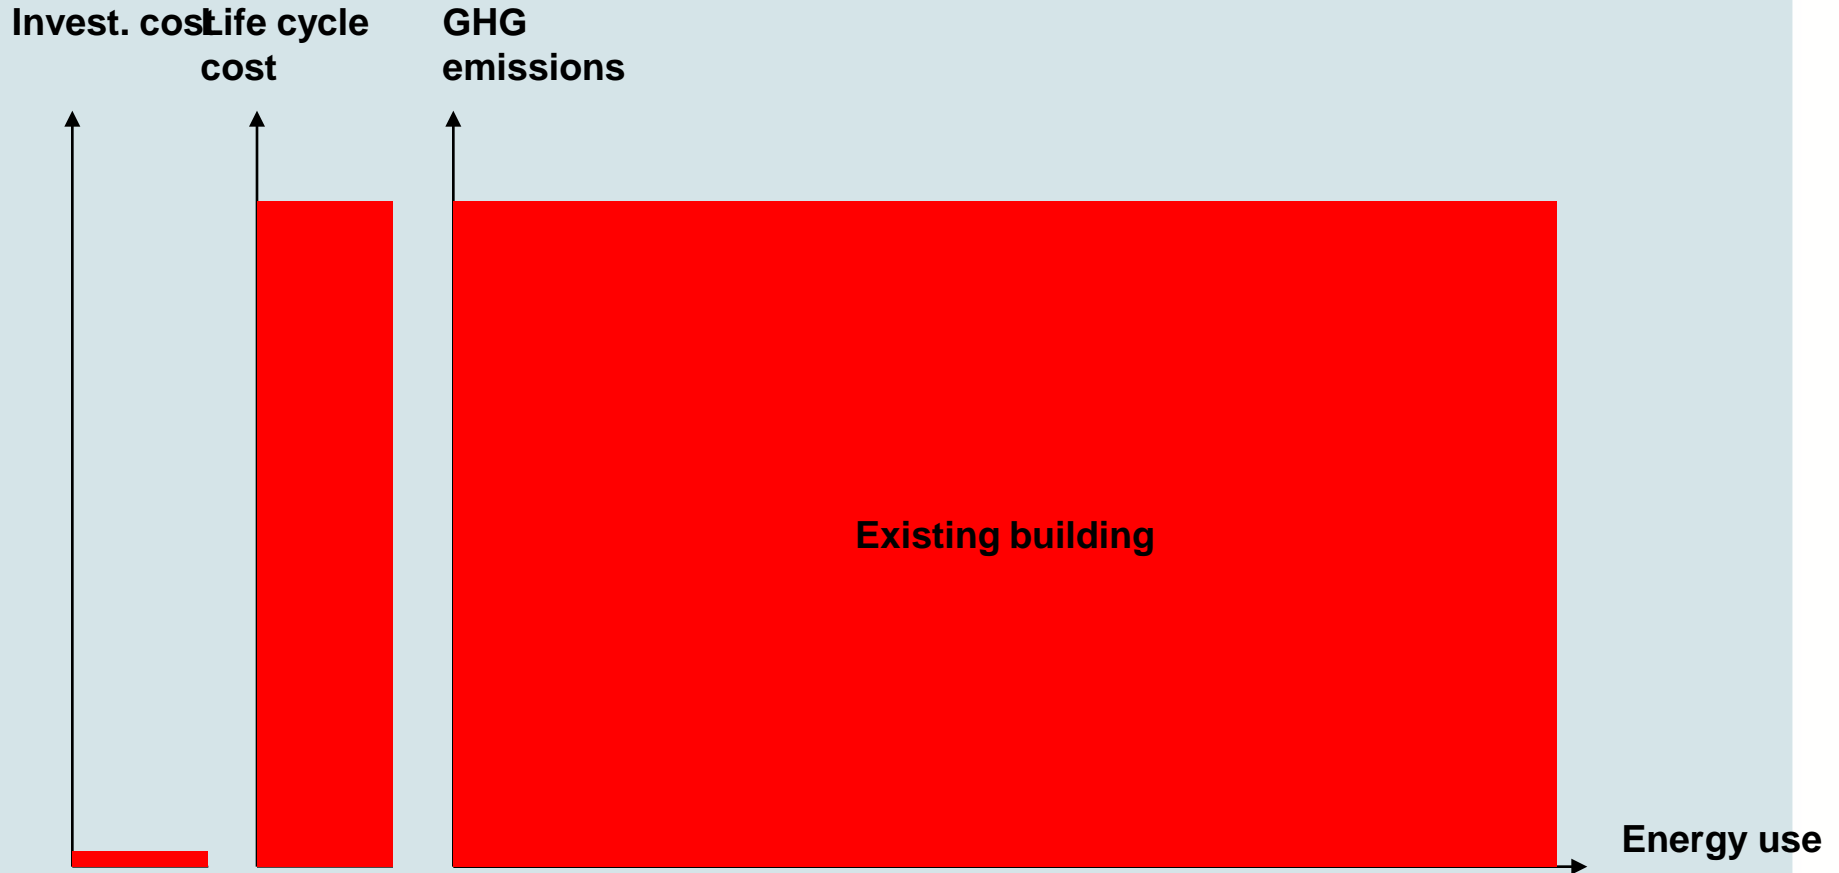 Invest. cost
Life cycle
cost
GHG
emissions
Existing building
Energy use